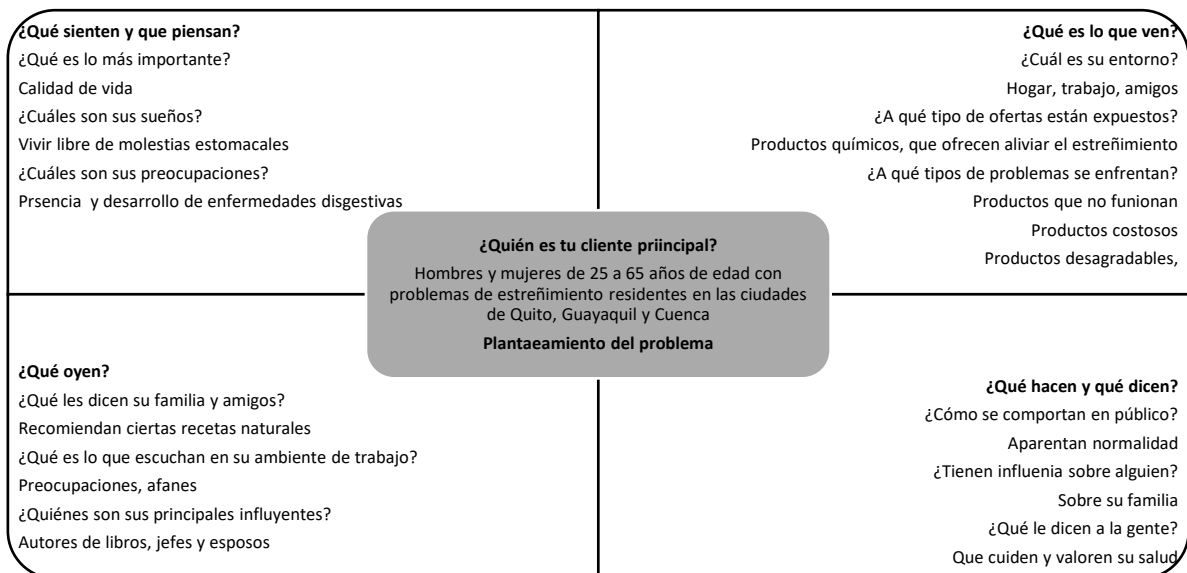 ¿Qué sienten y que piensan?
¿Qué es lo más importante?
Calidad de vida
¿Cuáles son sus sueños?
Vivir libre de molestias estomacales
¿Cuáles son sus preocupaciones?
Prsencia y desarrollo de enfermedades disgestivas
¿Qué es lo que ven?
¿Cuál es su entorno?
Hogar, trabajo, amigos
¿A qué tipo de ofertas están expuestos?
Productos químicos, que ofrecen aliviar el estreñimiento
¿A qué tipos de problemas se enfrentan?
Productos que no funionan
Productos costosos
Productos desagradables,
¿Quién es tu cliente priincipal?
Hombres y mujeres de 25 a 65 años de edad con
problemas de estreñimiento residentes en las ciudades
de Quito, Guayaquil y Cuenca
Plantaeamiento del problema
¿Qué oyen?
¿Qué les dicen su familia y amigos?
Recomiendan ciertas recetas naturales
¿Qué es lo que escuchan en su ambiente de trabajo?
Preocupaciones, afanes
¿Quiénes son sus principales influyentes?
Autores de libros, jefes y esposos
¿Qué hacen y qué dicen?
¿Cómo se comportan en público?
Aparentan normalidad
¿Tienen influenia sobre alguien?
Sobre su familia
¿Qué le dicen a la gente?
Que cuiden y valoren su salud